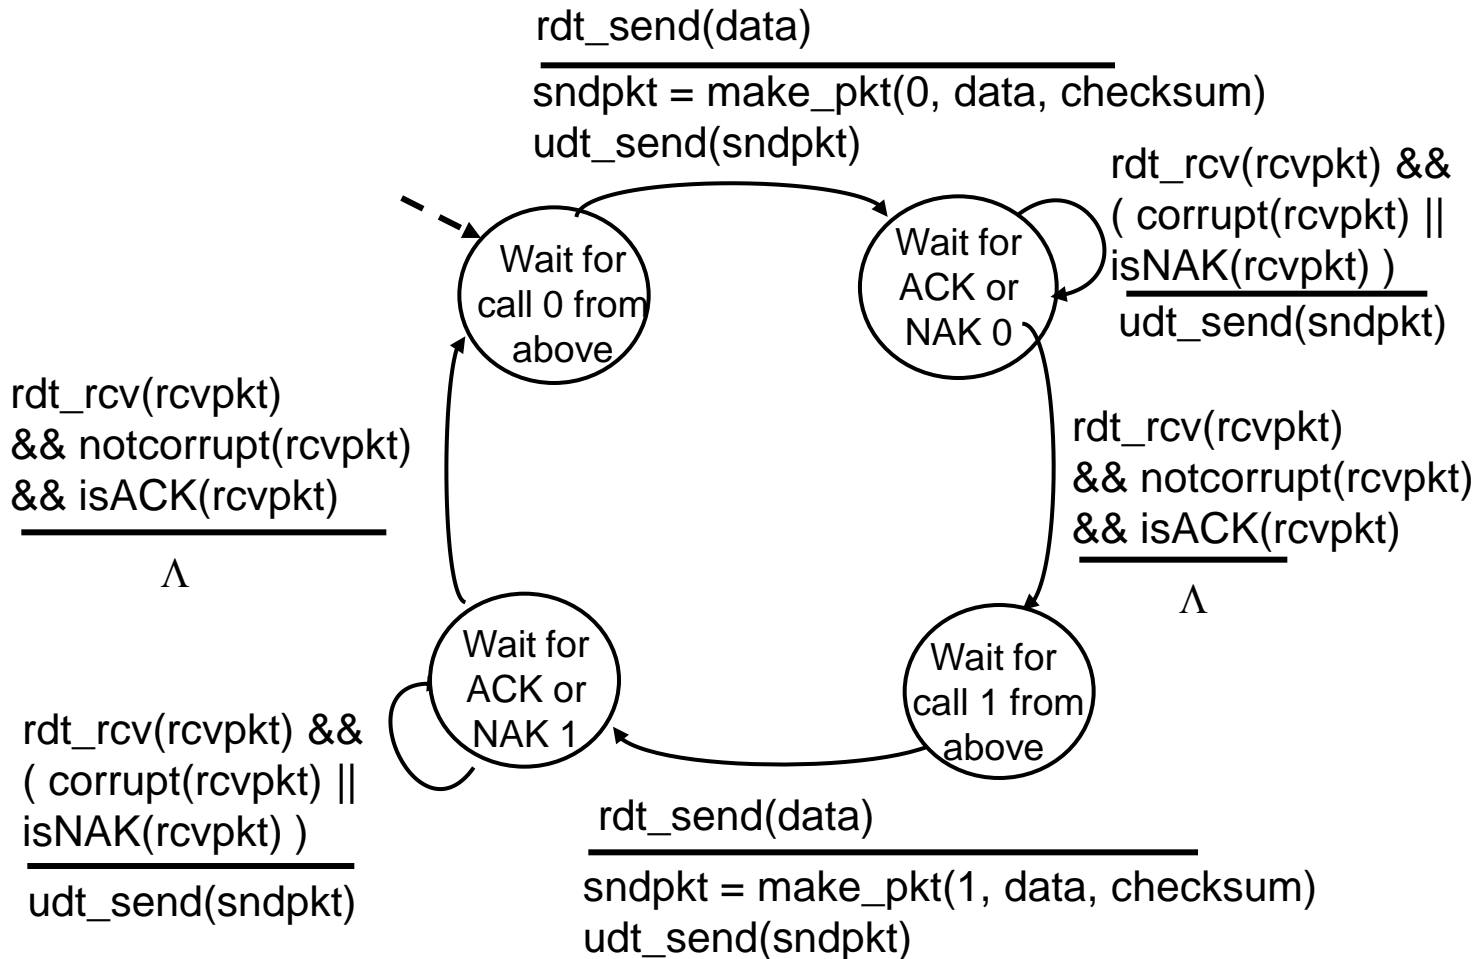 rdt_send(data)
sndpkt = make_pkt(0, data, checksum)
udt_send(sndpkt)
rdt_rcv(rcvpkt) &&
( corrupt(rcvpkt) ||
isNAK(rcvpkt) )
udt_send(sndpkt)
Wait for
call 0 from
above
Wait for
ACK or
NAK 0
rdt_rcv(rcvpkt)
&& notcorrupt(rcvpkt)
&& isACK(rcvpkt)
Λ
rdt_rcv(rcvpkt)
&& notcorrupt(rcvpkt)
&& isACK(rcvpkt)
Λ
Wait for
ACK or
NAK 1
Wait for
call 1 from
above
rdt_rcv(rcvpkt) &&
( corrupt(rcvpkt) ||
isNAK(rcvpkt) )
udt_send(sndpkt)
rdt_send(data)
sndpkt = make_pkt(1, data, checksum)
udt_send(sndpkt)